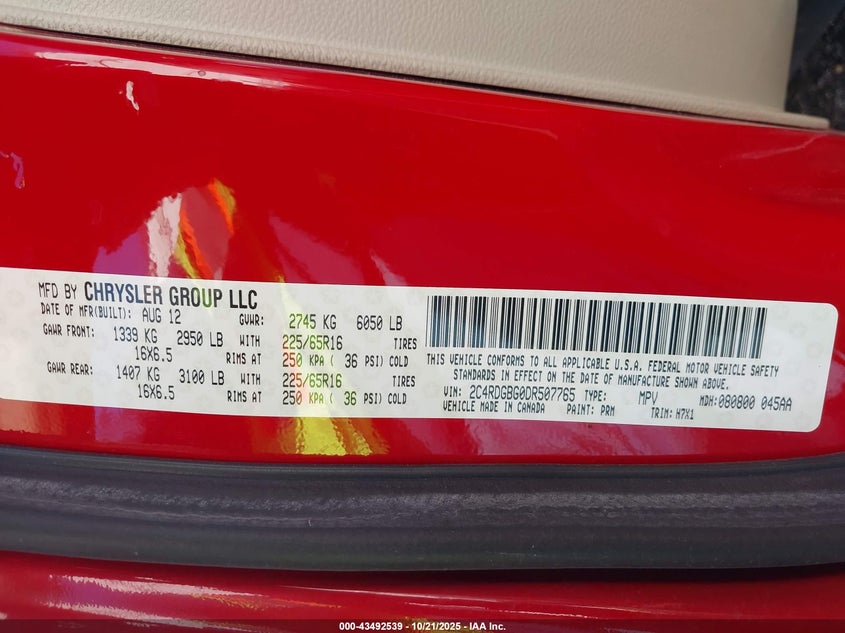 MFD BY CHRYSLER GROUP LLC
DATE OF MFR(BUILT): AUG 12 GVWR: 2745 KG 6050 LB
GAWR FRONT: 1339 KG 2950 LB WITH 225/65R16 TIRES
16X6.5 RIMS AT 250 KPA ( 36 PSI) COLD
GAWR REAR: 1407 KG 3100 LB WITH 225/65R16 TIRES
16X6.5 RIMS AT 250 KPA ( 36 PSI) COLD
THIS VEHICLE CONFORMS TO ALL APPLICABLE U.S.A. FEDERAL MOTOR VEHICLE SAFETY
STANDARDS IN EFFECT ON THE DATE OF MANUFACTURE SHOWN ABOVE.
VIN: 2C4RDGBG0DR507765 TYPE: MPV MDH: 080800 045AA
VEHICLE MADE IN CANADA PAINT: PRM TRIM: H7X1
000-43492539 - 10/21/2025 - IAA Inc.